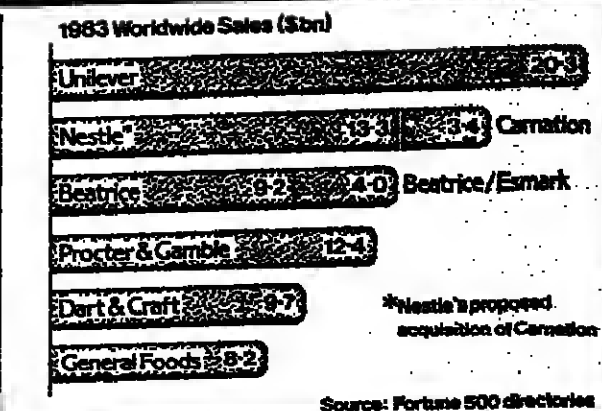 1983 Worldwide Sales ($bn)
Unilever 20·3
Nestle* 13·3 3·4 Carnation
Beatrice 9·2 4·0 Beatrice/Esmark
Procter & Gamble 12·4
Dart & Craft 9·7
*Nestle's proposed
acquisition of Carnation
General Foods 8·2
Source: Fortune 500 directories